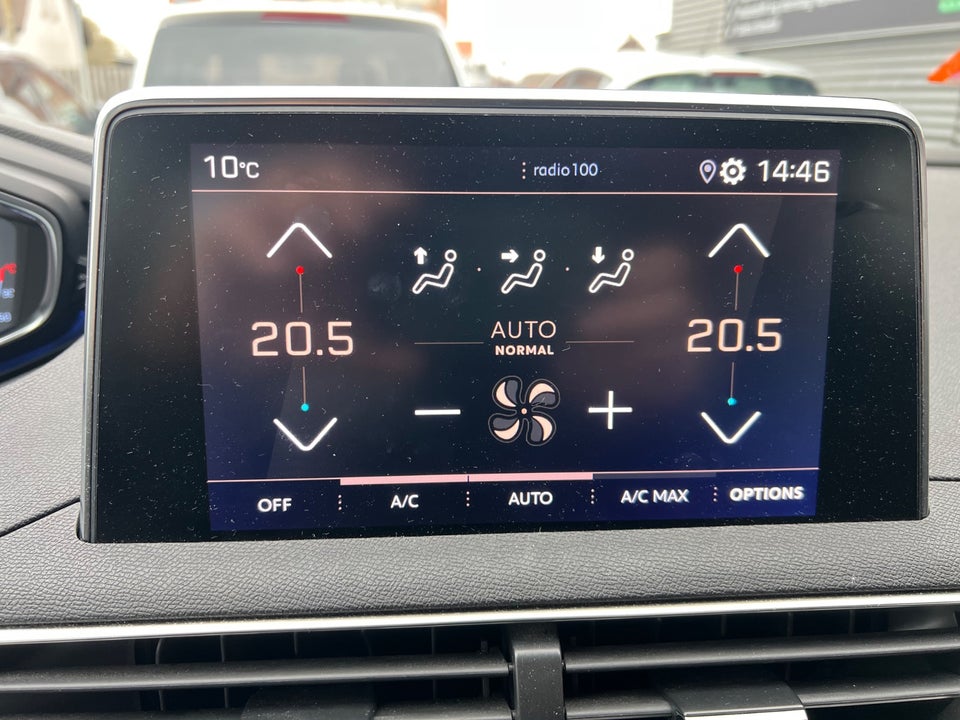 10°C radio100 14:46
20.5 AUTO 20.5
NORMAL
OFF A/C AUTO A/C MAX OPTIONS